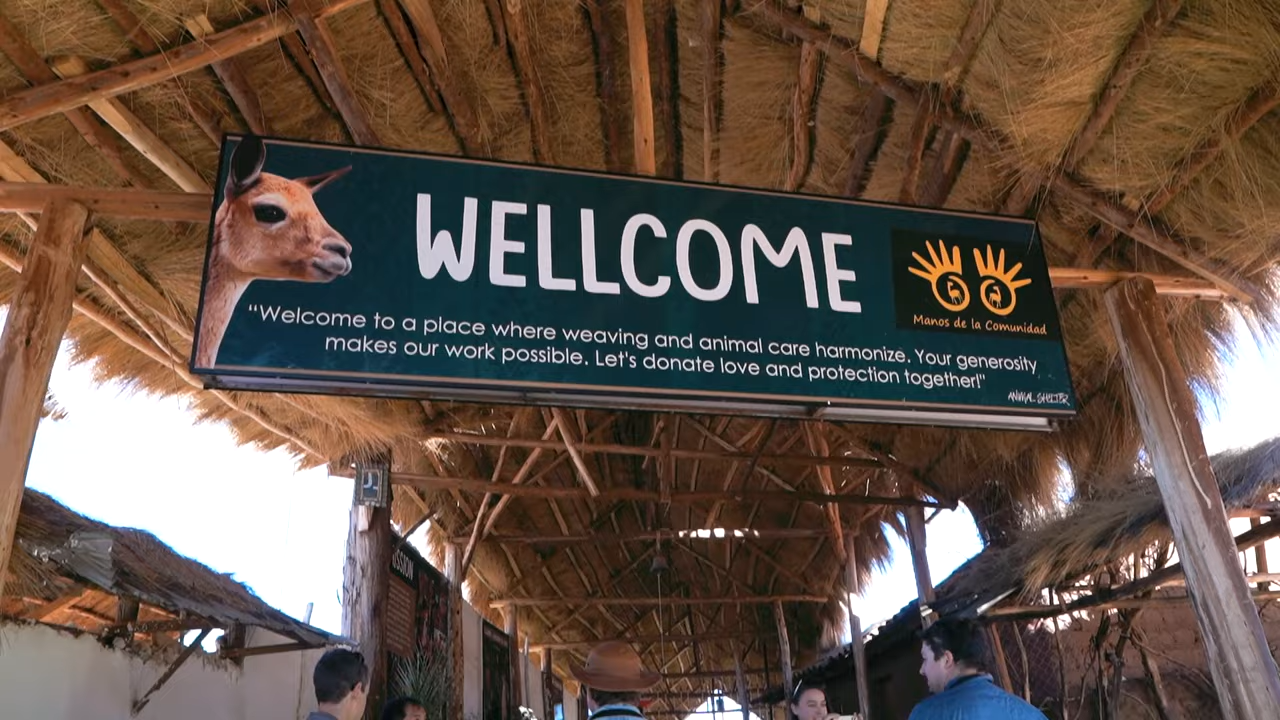 WELLCOME
"Welcome to a place where weaving and animal care harmonize. Your generosity
makes our work possible. Let's donate love and protection together!"
Manos de la Comunidad
ANIMAL SHELTER